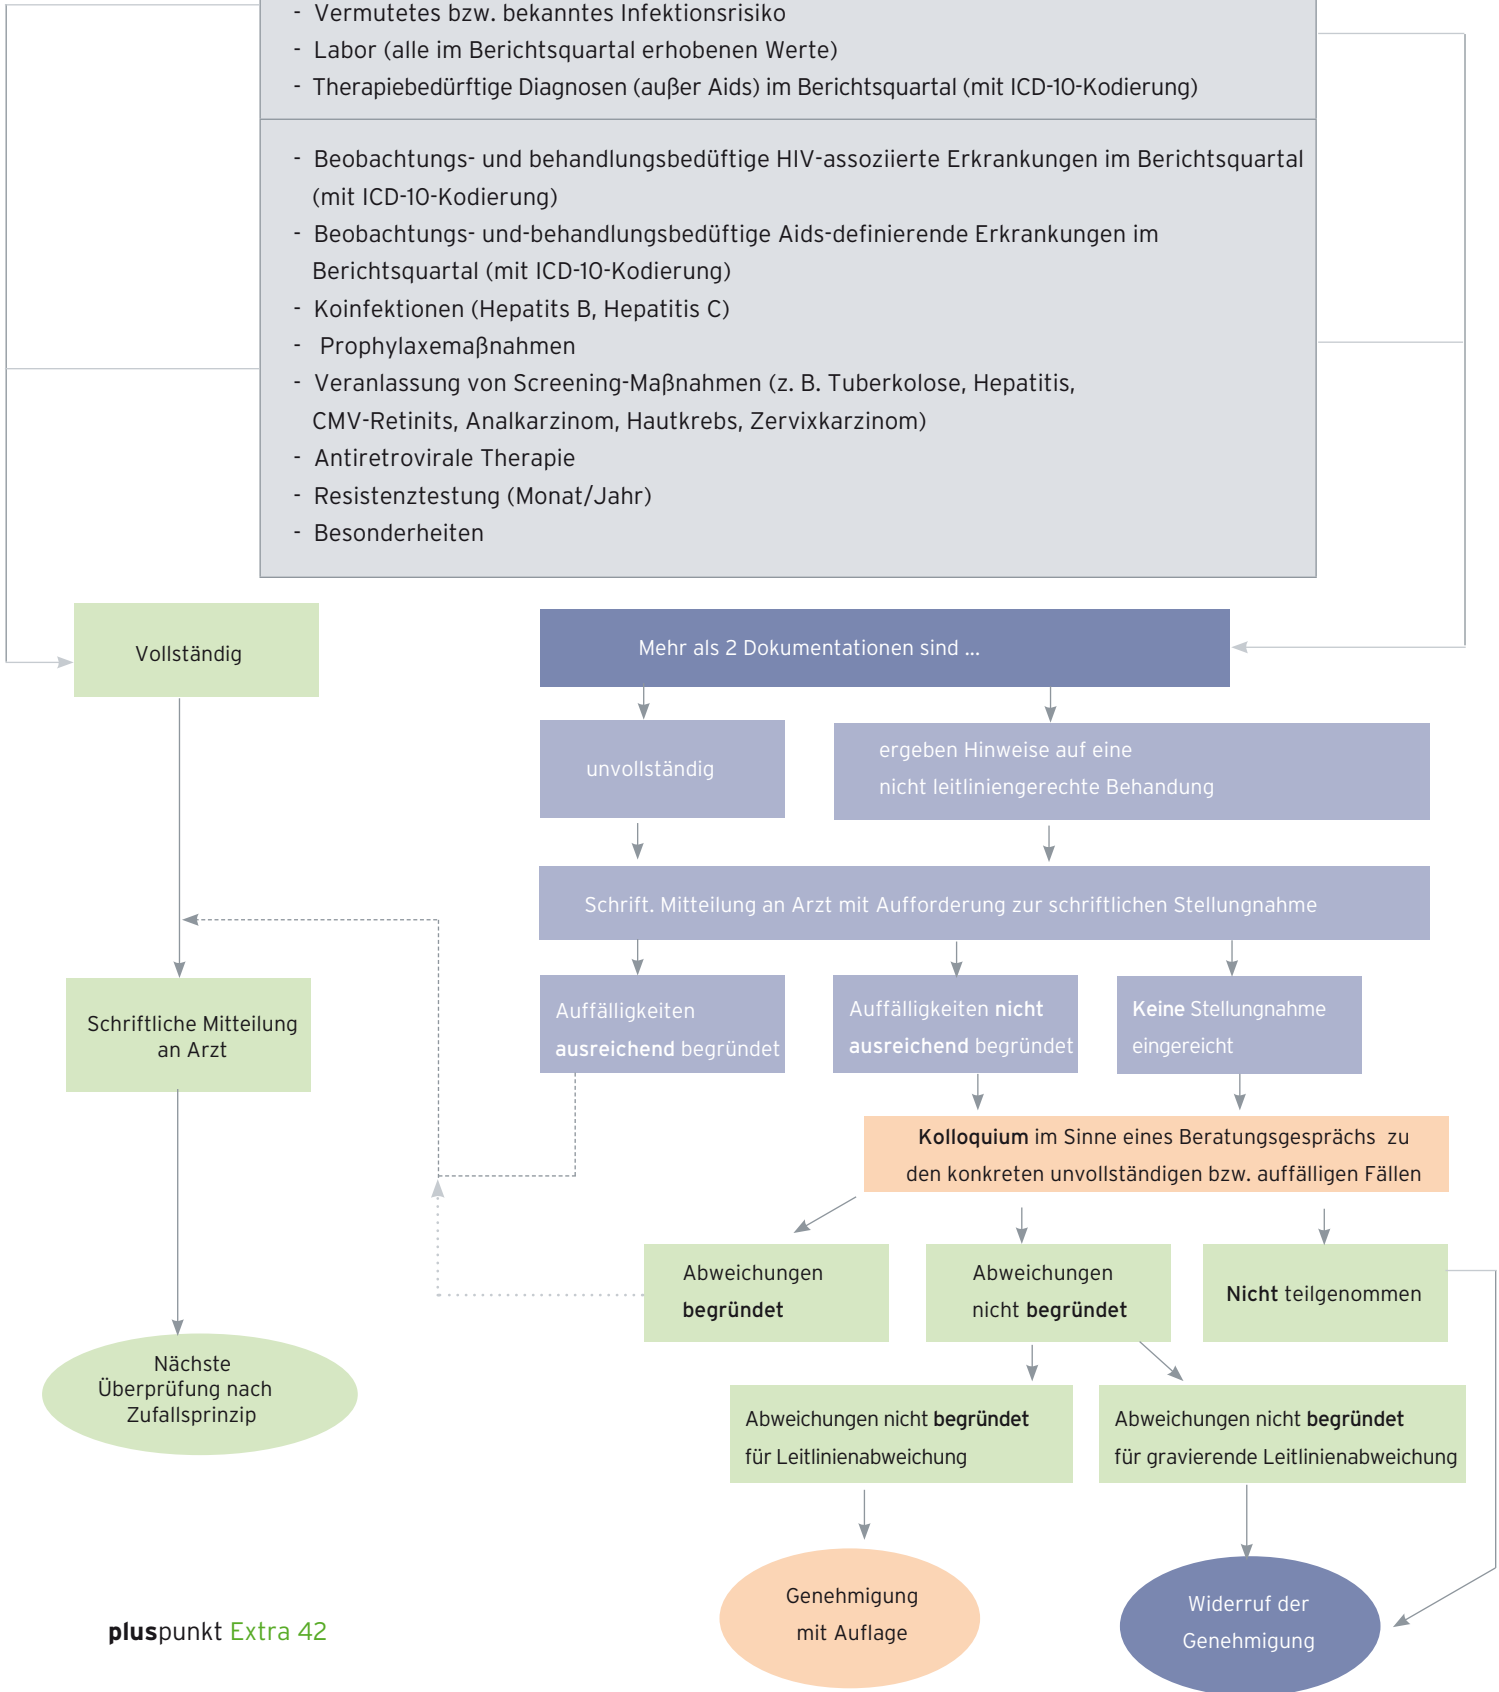 - Vermutetes bzw. bekanntes Infektionsrisiko
- Labor (alle im Berichtsquartal erhobenen Werte)
- Therapiebedürftige Diagnosen (außer Aids) im Berichtsquartal (mit ICD-10-Kodierung)
- Beobachtungs- und behandlungsbedüftige HIV-assoziierte Erkrankungen im Berichtsquartal
(mit ICD-10-Kodierung)
- Beobachtungs- und-behandlungsbedüftige Aids-definierende Erkrankungen im
Berichtsquartal (mit ICD-10-Kodierung)
- Koinfektionen (Hepatits B, Hepatitis C)
- Prophylaxemaßnahmen
- Veranlassung von Screening-Maßnahmen (z. B. Tuberkolose, Hepatitis,
CMV-Retinits, Analkarzinom, Hautkrebs, Zervixkarzinom)
- Antiretrovirale Therapie
- Resistenztestung (Monat/Jahr)
- Besonderheiten
Vollständig
Mehr als 2 Dokumentationen sind ...
unvollständig
ergeben Hinweise auf eine
nicht leitliniengerechte Behandung
Schrift. Mitteilung an Arzt mit Aufforderung zur schriftlichen Stellungnahme
Schriftliche Mitteilung
an Arzt
Auffälligkeiten
ausreichend begründet
Auffälligkeiten nicht
ausreichend begründet
Keine Stellungnahme
eingereicht
Kolloquium im Sinne eines Beratungsgesprächs zu
den konkreten unvollständigen bzw. auffälligen Fällen
Abweichungen
begründet
Abweichungen
nicht begründet
Nicht teilgenommen
Nächste
Überprüfung nach
Zufallsprinzip
Abweichungen nicht begründet
für Leitlinienabweichung
Abweichungen nicht begründet
für gravierende Leitlinienabweichung
Genehmigung
mit Auflage
Widerruf der
Genehmigung
pluspunkt Extra 42